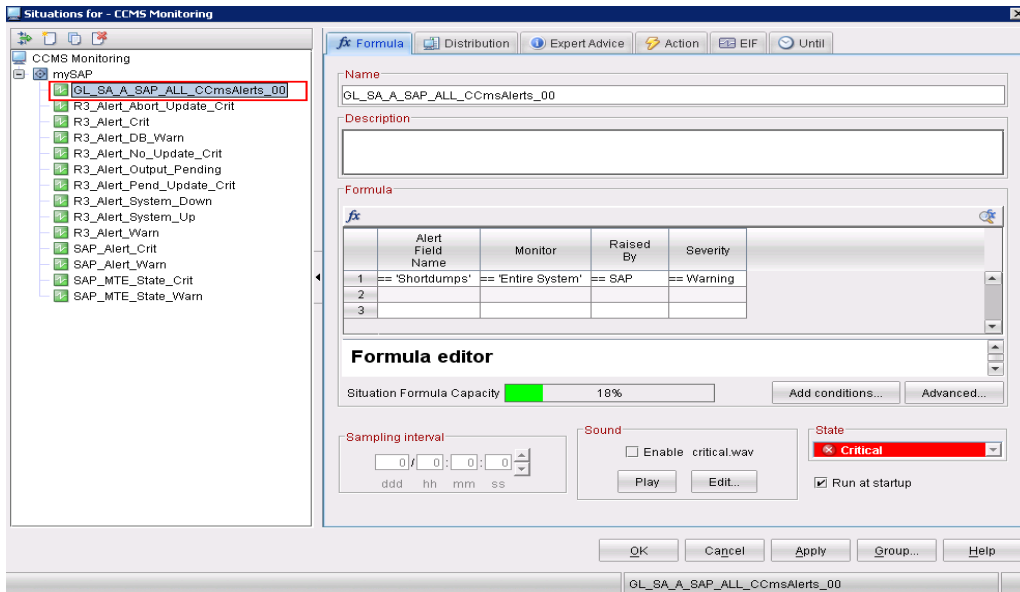 Situations for - CCMS Monitoring
CCMS Monitoring
mySAP
GL_SA_A_SAP_ALL_CCmsAlerts_00
R3_Alert_Abort_Update_Crit
R3_Alert_Crit
R3_Alert_DB_Warn
R3_Alert_No_Update_Crit
R3_Alert_Output_Pending
R3_Alert_Pend_Update_Crit
R3_Alert_System_Down
R3_Alert_System_Up
R3_Alert_Warn
SAP_Alert_Crit
SAP_Alert_Warn
SAP_MTE_State_Crit
SAP_MTE_State_Warn
fx Formula Distribution Expert Advice Action EIF Until
Name
GL_SA_A_SAP_ALL_CCmsAlerts_00
Description
Formula
fx
Alert Field Name Monitor Raised By Severity
1 == 'Shortdumps' == 'Entire System' == SAP == Warning
2
3
Formula editor
Situation Formula Capacity 18% Add conditions... Advanced...
Sampling interval
0 / 0 : 0 : 0
ddd hh mm ss
Sound
Enable critical.wav
Play Edit...
State
Critical
Run at startup
OK Cancel Apply Group... Help
GL_SA_A_SAP_ALL_CCmsAlerts_00